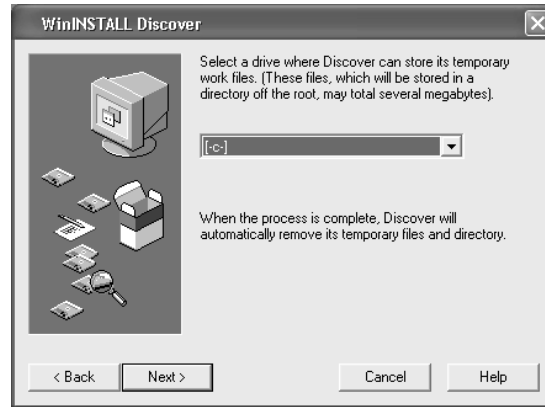 WinINSTALL Discover
Select a drive where Discover can store its temporary
work files. (These files, which will be stored in a
directory off the root, may total several megabytes).
[-c-]
When the process is complete, Discover will
automatically remove its temporary files and directory.
< Back
Next >
Cancel
Help